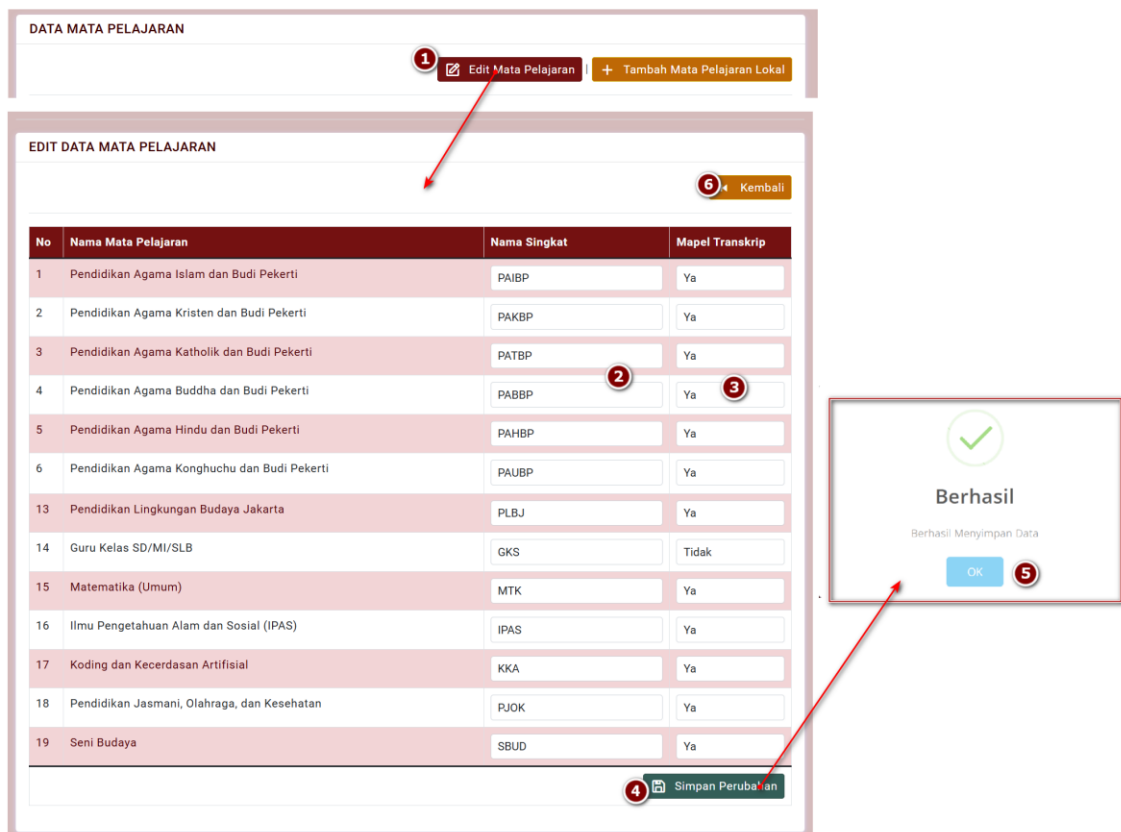 DATA MATA PELAJARAN
1 Edit Mata Pelajaran | + Tambah Mata Pelajaran Lokal
EDIT DATA MATA PELAJARAN
6 Kembali
No Nama Mata Pelajaran Nama Singkat Mapel Transkrip
1 Pendidikan Agama Islam dan Budi Pekerti PAIBP Ya
2 Pendidikan Agama Kristen dan Budi Pekerti PAKBP Ya
3 Pendidikan Agama Katholik dan Budi Pekerti PATBP Ya
2 3
4 Pendidikan Agama Buddha dan Budi Pekerti PABBP Ya
5 Pendidikan Agama Hindu dan Budi Pekerti PAHBP Ya
6 Pendidikan Agama Konghuchu dan Budi Pekerti PAUBP Ya
13 Pendidikan Lingkungan Budaya Jakarta PLBJ Ya
14 Guru Kelas SD/MI/SLB GKS Tidak
15 Matematika (Umum) MTK Ya
16 Ilmu Pengetahuan Alam dan Sosial (IPAS) IPAS Ya
17 Koding dan Kecerdasan Artifisial KKA Ya
18 Pendidikan Jasmani, Olahraga, dan Kesehatan PJOK Ya
19 Seni Budaya SBUD Ya
4 Simpan Perubahan
Berhasil
Berhasil Menyimpan Data
OK 5